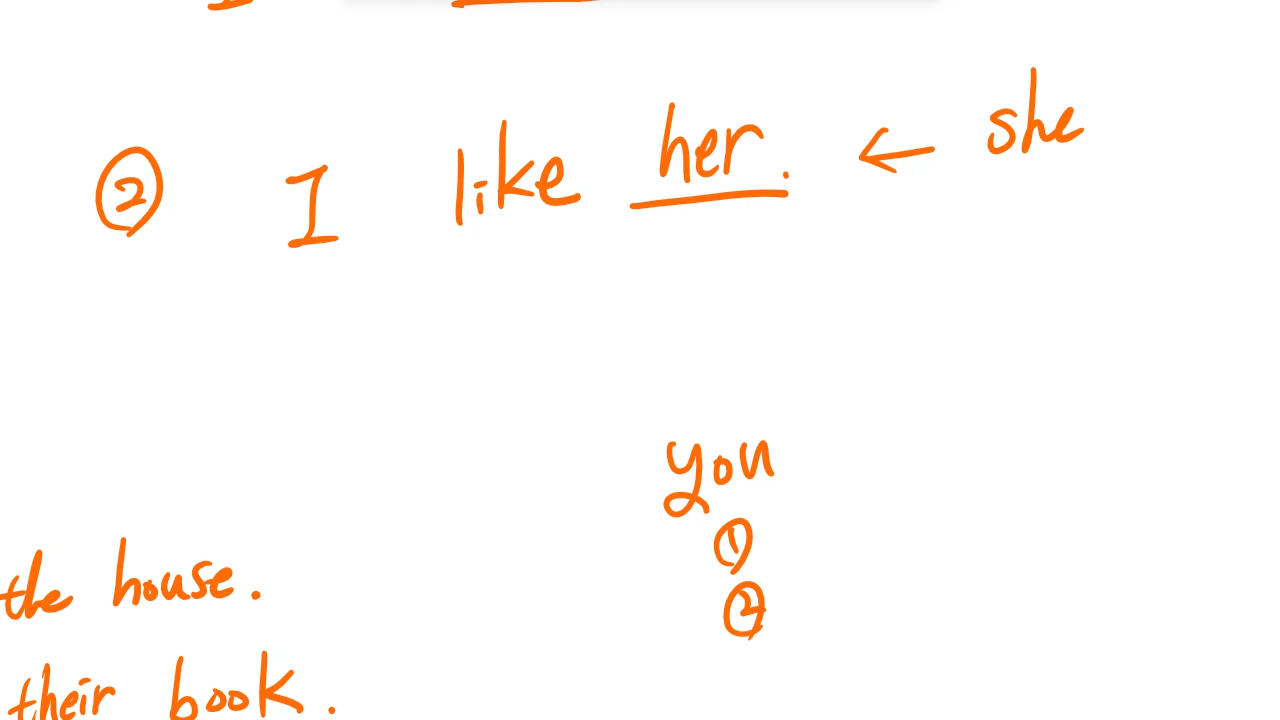 ② I like her. ← she
you
①
②
the house.
their book.